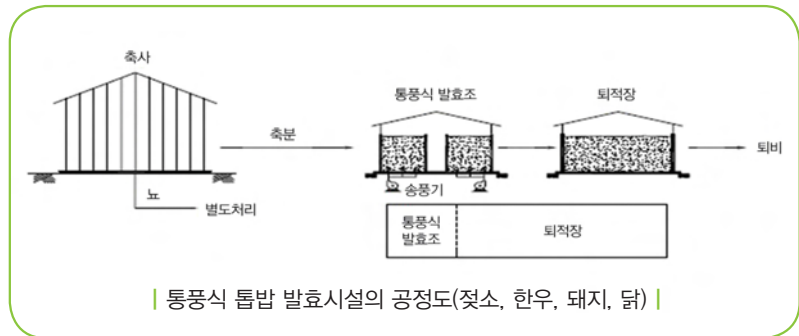 축사
통풍식 발효조
퇴적장
축분
퇴비
뇨
별도처리
송풍기
통풍식
발효조
퇴적장
| 통풍식 톱밥 발효시설의 공정도(젖소, 한우, 돼지, 닭) |